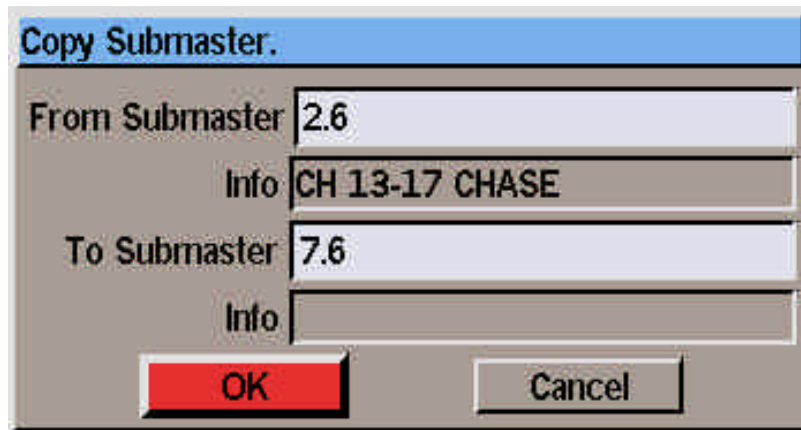 Copy Submaster.
From Submaster 2.6
Info CH 13-17 CHASE
To Submaster 7.6
Info
OK Cancel